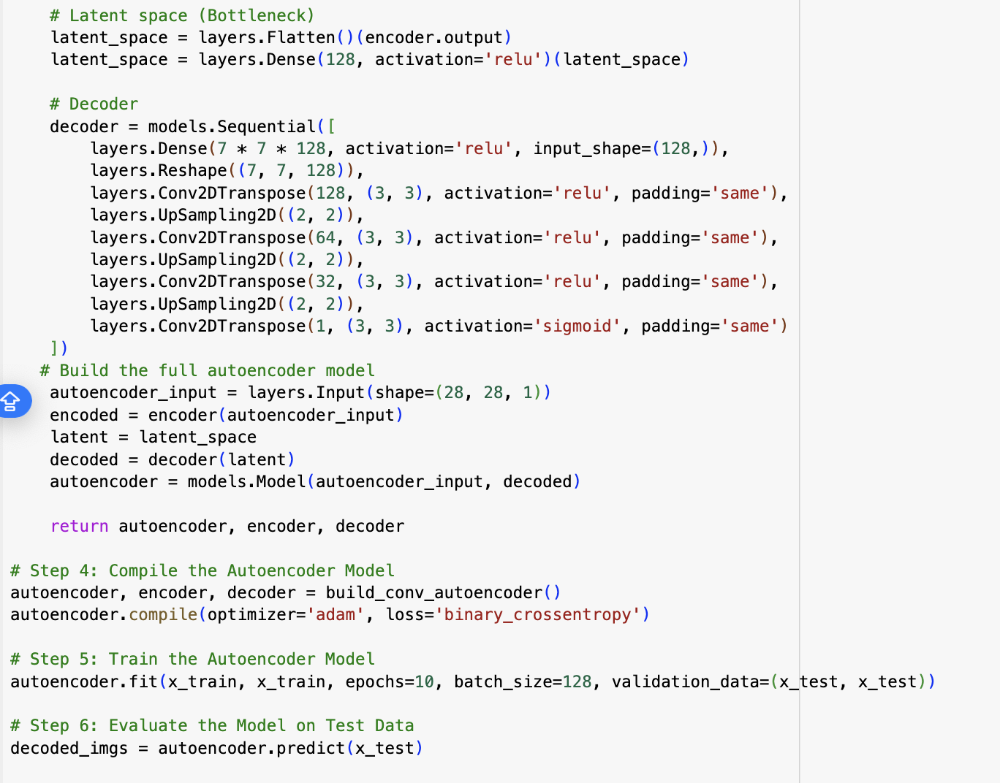 # Latent space (Bottleneck)
latent_space = layers.Flatten()(encoder.output)
latent_space = layers.Dense(128, activation='relu')(latent_space)
# Decoder
decoder = models.Sequential([
layers.Dense(7 * 7 * 128, activation='relu', input_shape=(128,)),
layers.Reshape((7, 7, 128)),
layers.Conv2DTranspose(128, (3, 3), activation='relu', padding='same'),
layers.UpSampling2D((2, 2)),
layers.Conv2DTranspose(64, (3, 3), activation='relu', padding='same'),
layers.UpSampling2D((2, 2)),
layers.Conv2DTranspose(32, (3, 3), activation='relu', padding='same'),
layers.UpSampling2D((2, 2)),
layers.Conv2DTranspose(1, (3, 3), activation='sigmoid', padding='same')
])
# Build the full autoencoder model
autoencoder_input = layers.Input(shape=(28, 28, 1))
encoded = encoder(autoencoder_input)
latent = latent_space
decoded = decoder(latent)
autoencoder = models.Model(autoencoder_input, decoded)
return autoencoder, encoder, decoder
# Step 4: Compile the Autoencoder Model
autoencoder, encoder, decoder = build_conv_autoencoder()
autoencoder.compile(optimizer='adam', loss='binary_crossentropy')
# Step 5: Train the Autoencoder Model
autoencoder.fit(x_train, x_train, epochs=10, batch_size=128, validation_data=(x_test, x_test))
# Step 6: Evaluate the Model on Test Data
decoded_imgs = autoencoder.predict(x_test)